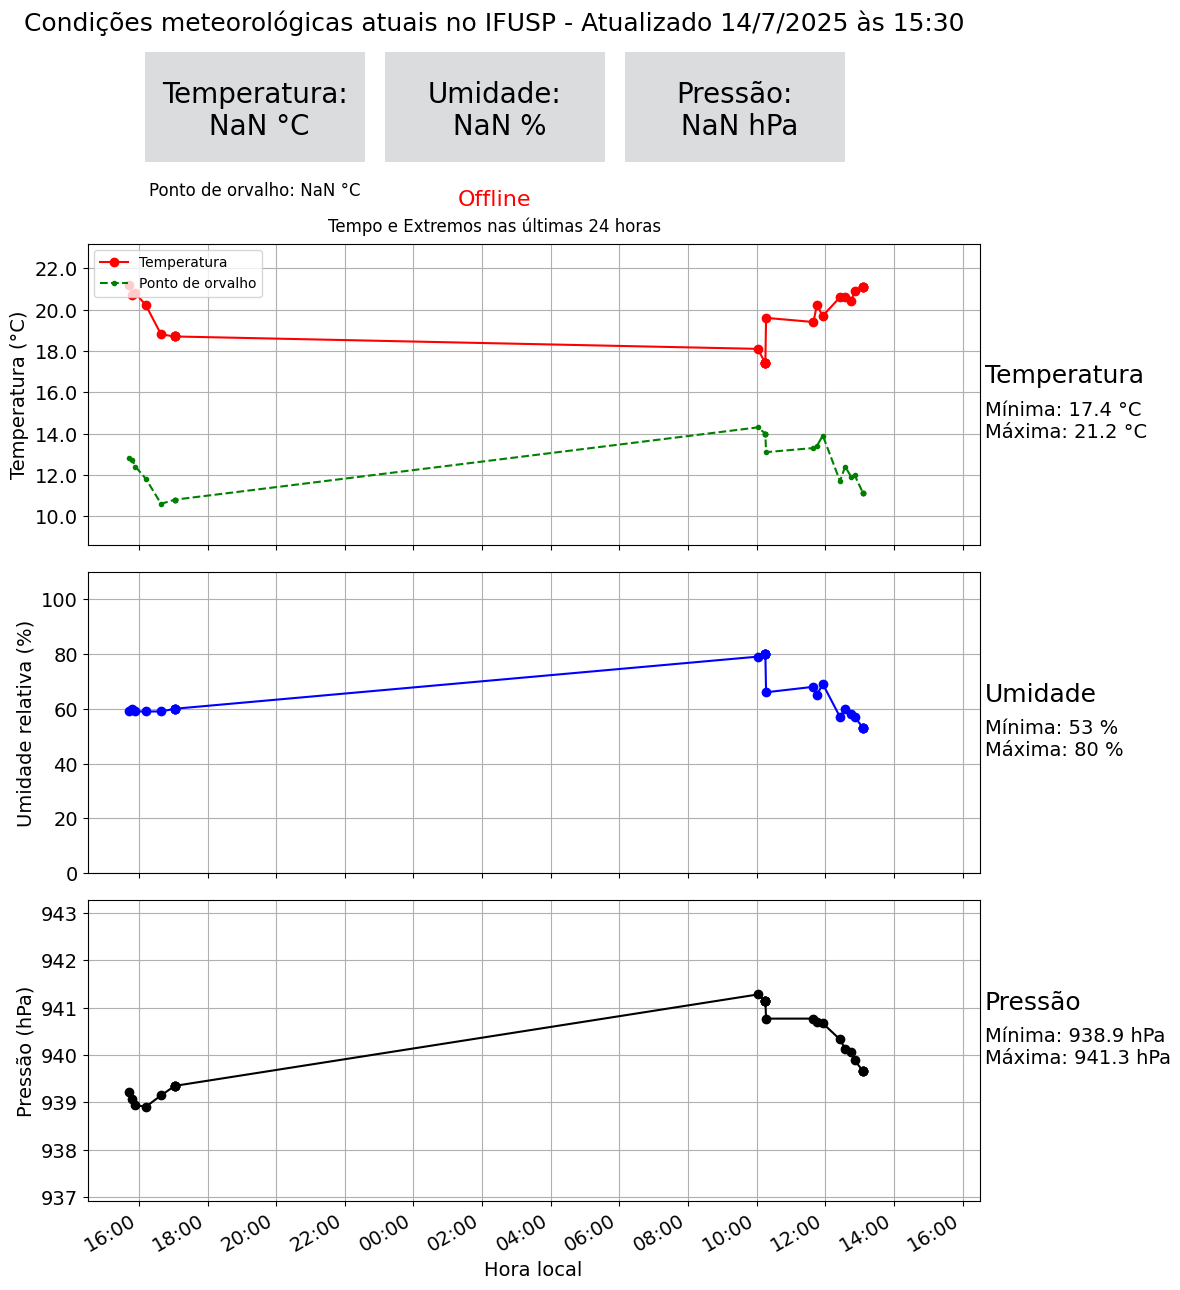 Condições meteorológicas atuais no IFUSP - Atualizado 14/7/2025 às 15:30
Temperatura:
NaN °C
Umidade:
NaN %
Pressão:
NaN hPa
Ponto de orvalho: NaN °C
Offline
Tempo e Extremos nas últimas 24 horas
Temperatura
Ponto de orvalho
Temperatura (°C)
22.0
20.0
18.0
16.0
14.0
12.0
10.0
Temperatura
Mínima: 17.4 °C
Máxima: 21.2 °C
Umidade relativa (%)
100
80
60
40
20
0
Umidade
Mínima: 53 %
Máxima: 80 %
Pressão (hPa)
943
942
941
940
939
938
937
Pressão
Mínima: 938.9 hPa
Máxima: 941.3 hPa
16:00 18:00 20:00 22:00 00:00 02:00 04:00 06:00 08:00 10:00 12:00 14:00 16:00
Hora local